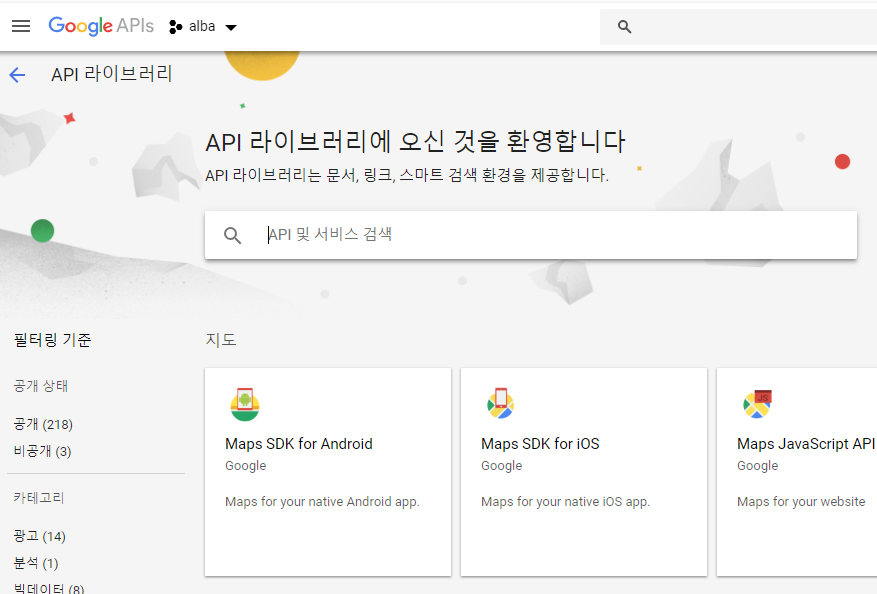 Google APIs alba
API 라이브러리
API 라이브러리에 오신 것을 환영합니다
API 라이브러리는 문서, 링크, 스마트 검색 환경을 제공합니다.
API 및 서비스 검색
필터링 기준
공개 상태
공개 (218)
비공개 (3)
카테고리
광고 (14)
분석 (1)
빅데이터 (8)
지도
Maps SDK for Android
Google
Maps for your native Android app.
Maps SDK for iOS
Google
Maps for your native iOS app.
JS
Maps JavaScript API
Google
Maps for your website